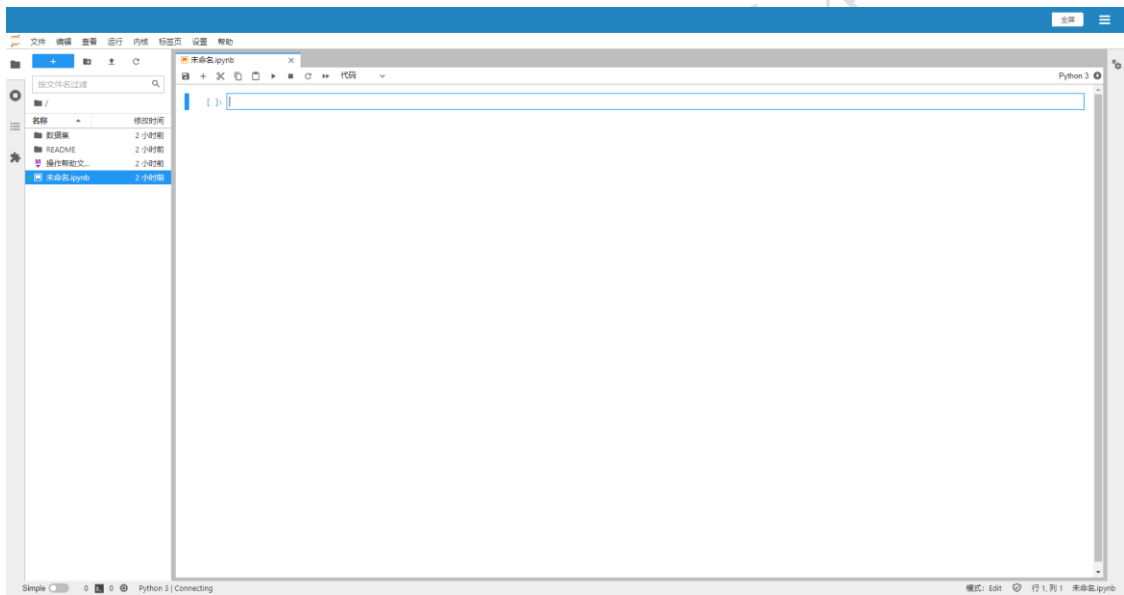 全屏
文件 编辑 查看 运行 内核 标签页 设置 帮助
未命名.ipynb
代码
Python 3
按文件名过滤
/
[ ]:
名称 修改时间
数据集 2 小时前
README 2 小时前
操作帮助文... 2 小时前
未命名.ipynb 2 小时前
Simple 0 0 Python 3 | Connecting 模式: Edit 行 1, 列 1 未命名.ipynb